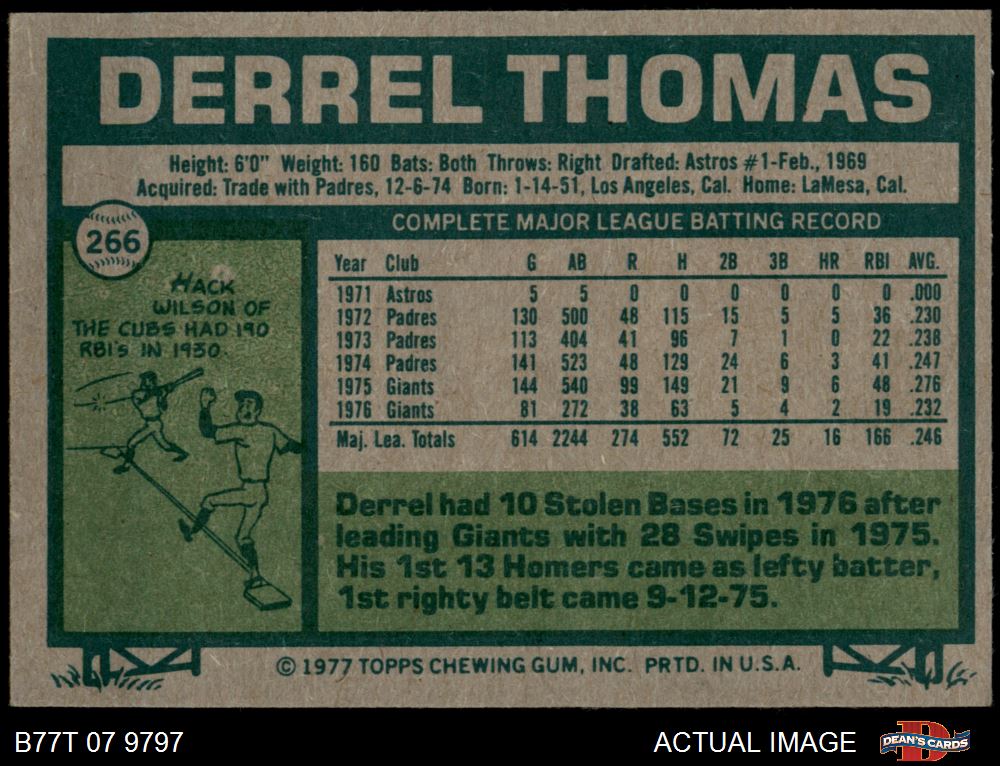 DERREL THOMAS
Height: 6'0" Weight: 160 Bats: Both Throws: Right Drafted: Astros #1-Feb., 1969
Acquired: Trade with Padres, 12-6-74 Born: 1-14-51, Los Angeles, Cal. Home: LaMesa, Cal.
266
HACK
WILSON OF
THE CUBS HAD 190
RBI'S IN 1930.
COMPLETE MAJOR LEAGUE BATTING RECORD
Year Club G AB R H 2B 3B HR RBI AVG.
1971 Astros 5 5 0 0 0 0 0 0 .000
1972 Padres 130 500 48 115 15 5 5 36 .230
1973 Padres 113 404 41 96 7 1 0 22 .238
1974 Padres 141 523 48 129 24 6 3 41 .247
1975 Giants 144 540 99 149 21 9 6 48 .276
1976 Giants 81 272 38 63 5 4 2 19 .232
Maj. Lea. Totals 614 2244 274 552 72 25 16 166 .246
Derrel had 10 Stolen Bases in 1976 after
leading Giants with 28 Swipes in 1975.
His 1st 13 Homers came as lefty batter,
1st righty belt came 9-12-75.
© 1977 TOPPS CHEWING GUM, INC. PRTD. IN U.S.A.
B77T 07 9797
ACTUAL IMAGE
D
DEAN'S CARDS